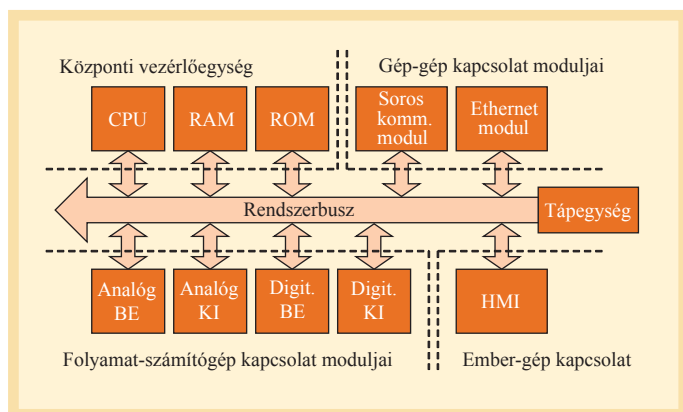 Központi vezérlőegység
Gép-gép kapcsolat moduljai
CPU
RAM
ROM
Soros
komm.
modul
Ethernet
modul
Rendszerbusz
Tápegység
Analóg
BE
Analóg
KI
Digit.
BE
Digit.
KI
HMI
Folyamat-számítógép kapcsolat moduljai
Ember-gép kapcsolat